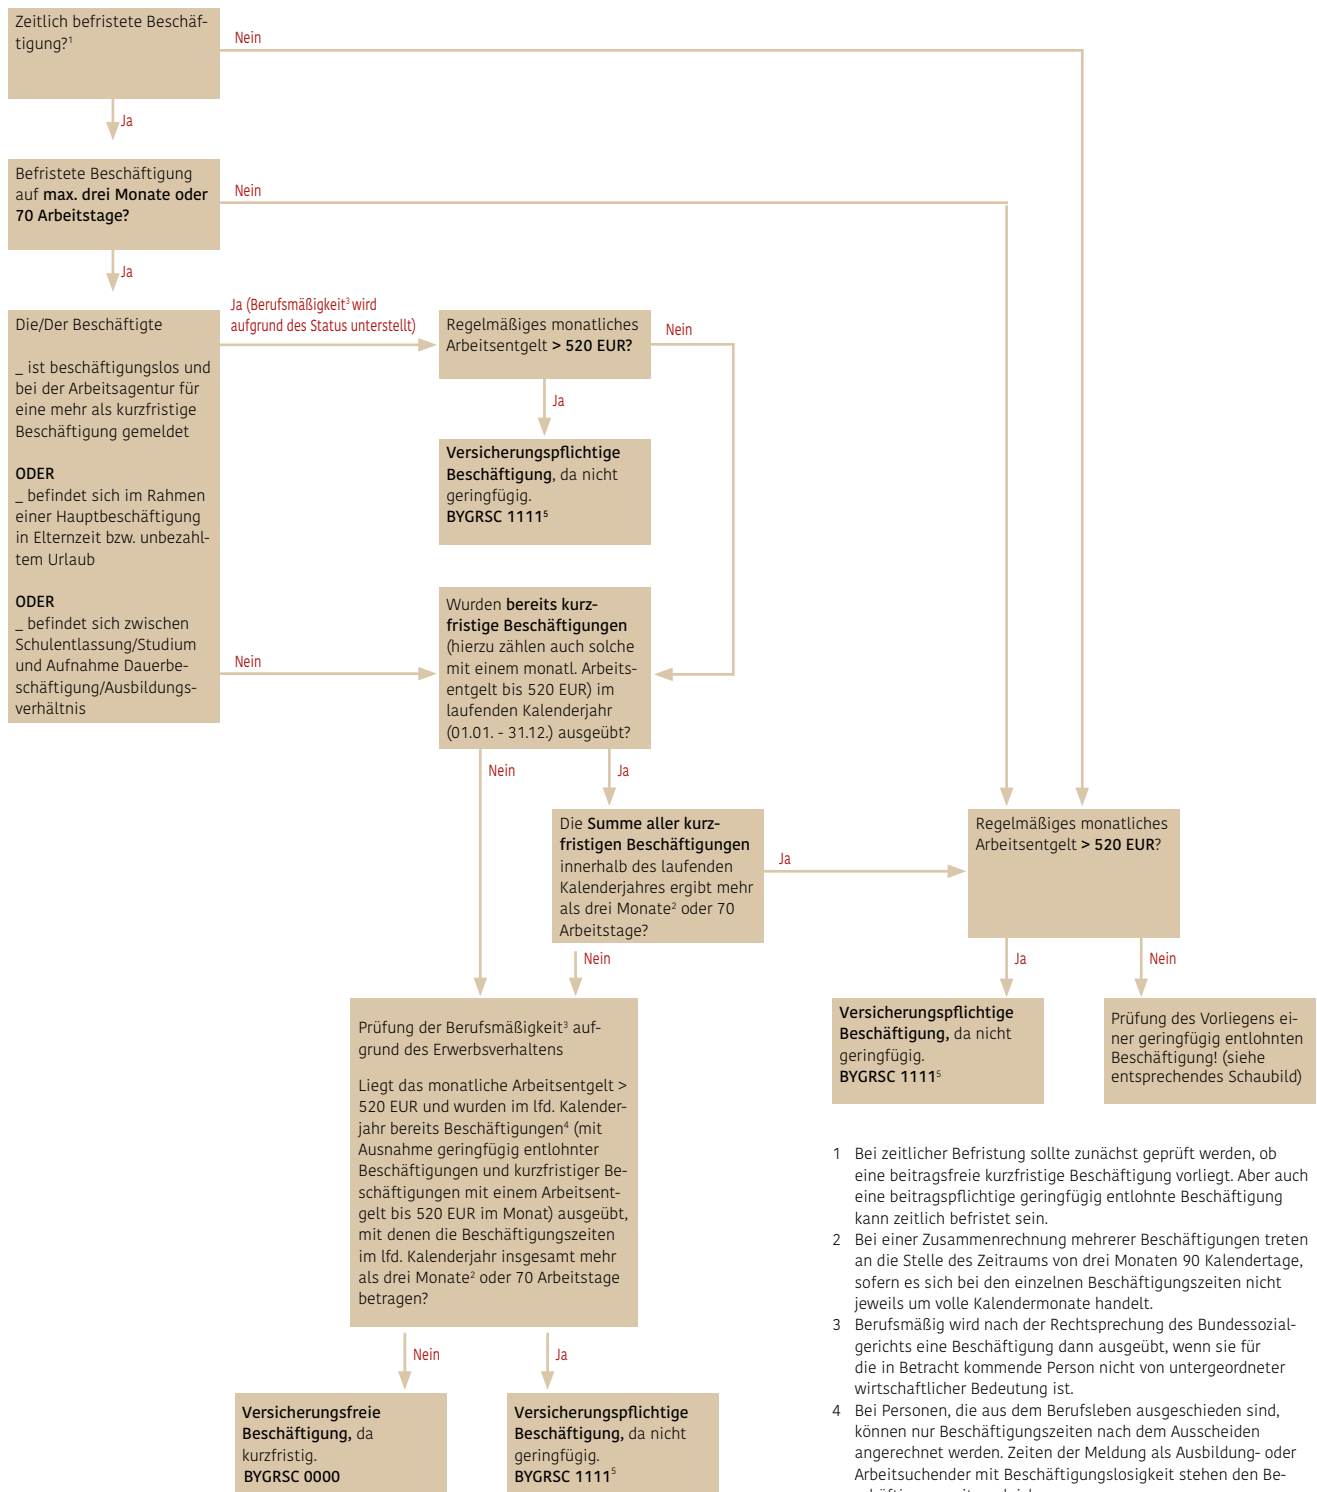 Zeitlich befristete Beschäf-
tigung?¹
Nein
Ja
Befristete Beschäftigung
auf max. drei Monate oder
70 Arbeitstage?
Nein
Ja
Die/Der Beschäftigte
_ ist beschäftigungslos und
bei der Arbeitsagentur für
eine mehr als kurzfristige
Beschäftigung gemeldet
ODER
_ befindet sich im Rahmen
einer Hauptbeschäftigung
in Elternzeit bzw. unbezahl-
tem Urlaub
ODER
_ befindet sich zwischen
Schulentlassung/Studium
und Aufnahme Dauerbe-
schäftigung/Ausbildungs-
verhältnis
Ja (Berufsmäßigkeit³ wird
aufgrund des Status unterstellt)
Regelmäßiges monatliches
Arbeitsentgelt > 520 EUR?
Nein
Ja
Versicherungspflichtige
Beschäftigung, da nicht
geringfügig.
BYGRSC 1111⁵
Nein
Wurden bereits kurz-
fristige Beschäftigungen
(hierzu zählen auch solche
mit einem monatl. Arbeits-
entgelt bis 520 EUR) im
laufenden Kalenderjahr
(01.01. - 31.12.) ausgeübt?
Nein
Ja
Die Summe aller kurz-
fristigen Beschäftigungen
innerhalb des laufenden
Kalenderjahres ergibt mehr
als drei Monate² oder 70
Arbeitstage?
Ja
Nein
Regelmäßiges monatliches
Arbeitsentgelt > 520 EUR?
Ja
Nein
Versicherungspflichtige
Beschäftigung, da nicht
geringfügig.
BYGRSC 1111⁵
Prüfung des Vorliegens ei-
ner geringfügig entlohnten
Beschäftigung! (siehe
entsprechendes Schaubild)
Prüfung der Berufsmäßigkeit³ auf-
grund des Erwerbsverhaltens
Liegt das monatliche Arbeitsentgelt >
520 EUR und wurden im lfd. Kalender-
jahr bereits Beschäftigungen⁴ (mit
Ausnahme geringfügig entlohnter
Beschäftigungen und kurzfristiger Be-
schäftigungen mit einem Arbeitsent-
gelt bis 520 EUR im Monat) ausgeübt,
mit denen die Beschäftigungszeiten
im lfd. Kalenderjahr insgesamt mehr
als drei Monate² oder 70 Arbeitstage
betragen?
Nein
Ja
Versicherungsfreie
Beschäftigung, da
kurzfristig.
BYGRSC 0000
Versicherungspflichtige
Beschäftigung, da nicht
geringfügig.
BYGRSC 1111⁵
1 Bei zeitlicher Befristung sollte zunächst geprüft werden, ob
eine beitragsfreie kurzfristige Beschäftigung vorliegt. Aber auch
eine beitragspflichtige geringfügig entlohnte Beschäftigung
kann zeitlich befristet sein.
2 Bei einer Zusammenrechnung mehrerer Beschäftigungen treten
an die Stelle des Zeitraums von drei Monaten 90 Kalendertage,
sofern es sich bei den einzelnen Beschäftigungszeiten nicht
jeweils um volle Kalendermonate handelt.
3 Berufsmäßig wird nach der Rechtsprechung des Bundessozial-
gerichts eine Beschäftigung dann ausgeübt, wenn sie für
die in Betracht kommende Person nicht von untergeordneter
wirtschaftlicher Bedeutung ist.
4 Bei Personen, die aus dem Berufsleben ausgeschieden sind,
können nur Beschäftigungszeiten nach dem Ausscheiden
angerechnet werden. Zeiten der Meldung als Ausbildung- oder
Arbeitsuchender mit Beschäftigungslosigkeit stehen den Be-